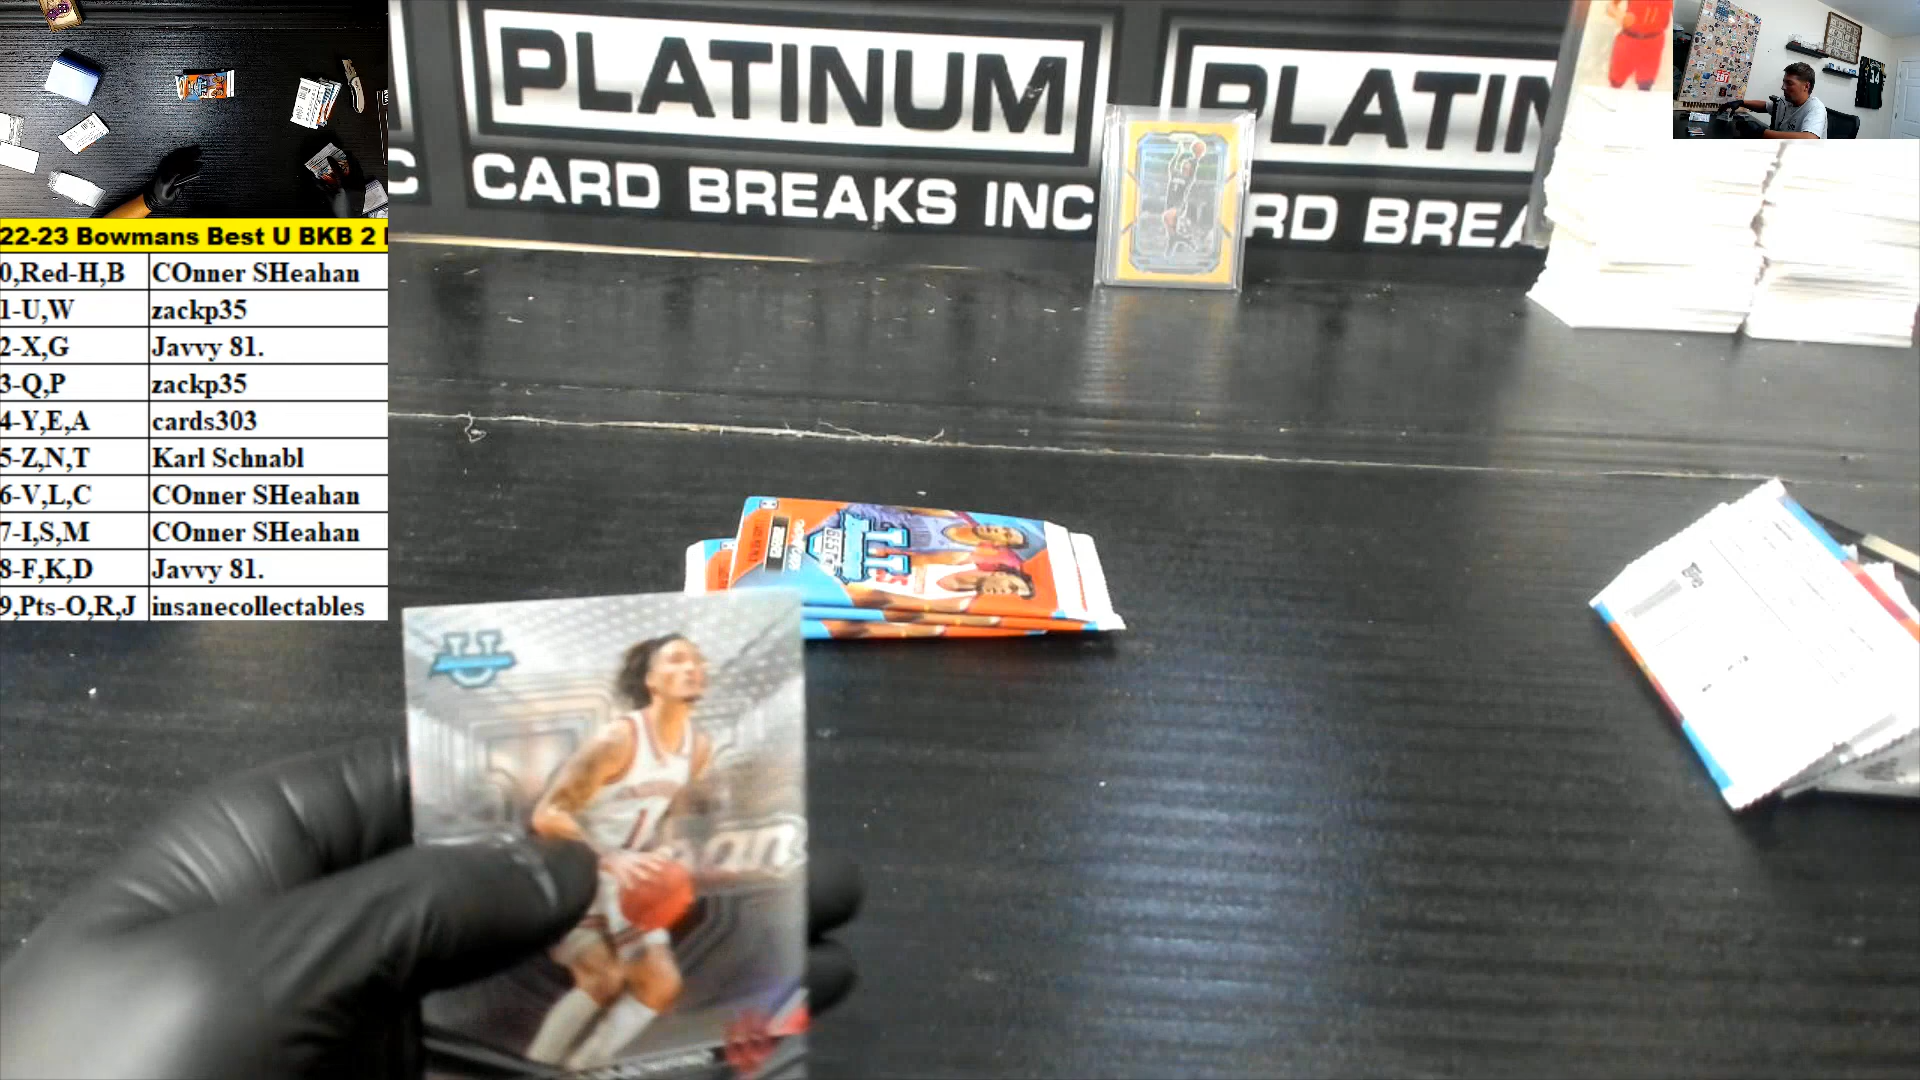 PLATINUM
CARD BREAKS INC
PLATIN
RD BREA
C
22-23 Bowmans Best U BKB 2
0,Red-H,B COnner SHeahan
1-U,W zackp35
2-X,G Javvy 81.
3-Q,P zackp35
4-Y,E,A cards303
5-Z,N,T Karl Schnabl
6-V,L,C COnner SHeahan
7-I,S,M COnner SHeahan
8-F,K,D Javvy 81.
9,Pts-O,R,J insanecollectables
U
BEST
U
1